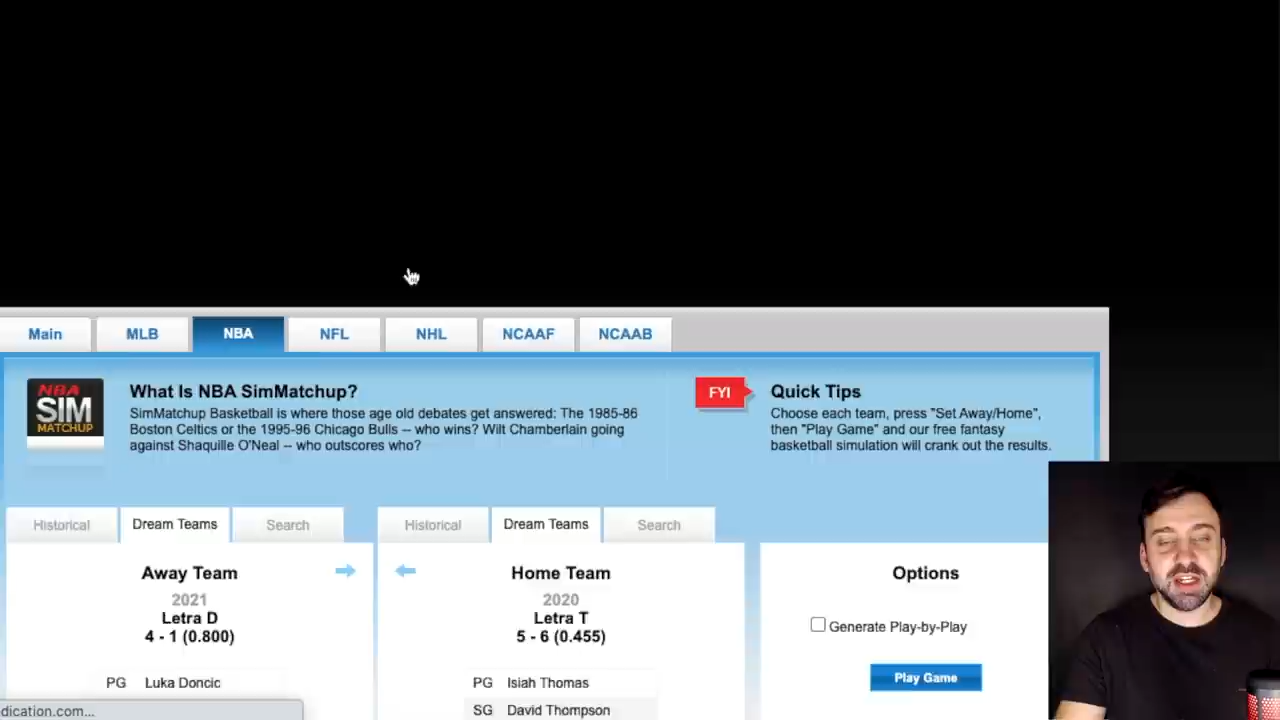 Main
MLB
NBA
NFL
NHL
NCAAF
NCAAB
NBA
SIM
MATCHUP
What Is NBA SimMatchup?
SimMatchup Basketball is where those age old debates get answered: The 1985-86
Boston Celtics or the 1995-96 Chicago Bulls -- who wins? Wilt Chamberlain going
against Shaquille O'Neal -- who outscores who?
FYI
Quick Tips
Choose each team, press "Set Away/Home",
then "Play Game" and our free fantasy
basketball simulation will crank out the results.
Historical
Dream Teams
Search
Away Team
2021
Letra D
4 - 1 (0.800)
PG Luka Doncic
Historical
Dream Teams
Search
Home Team
2020
Letra T
5 - 6 (0.455)
PG Isiah Thomas
SG David Thompson
Options
Generate Play-by-Play
Play Game
dication.com...